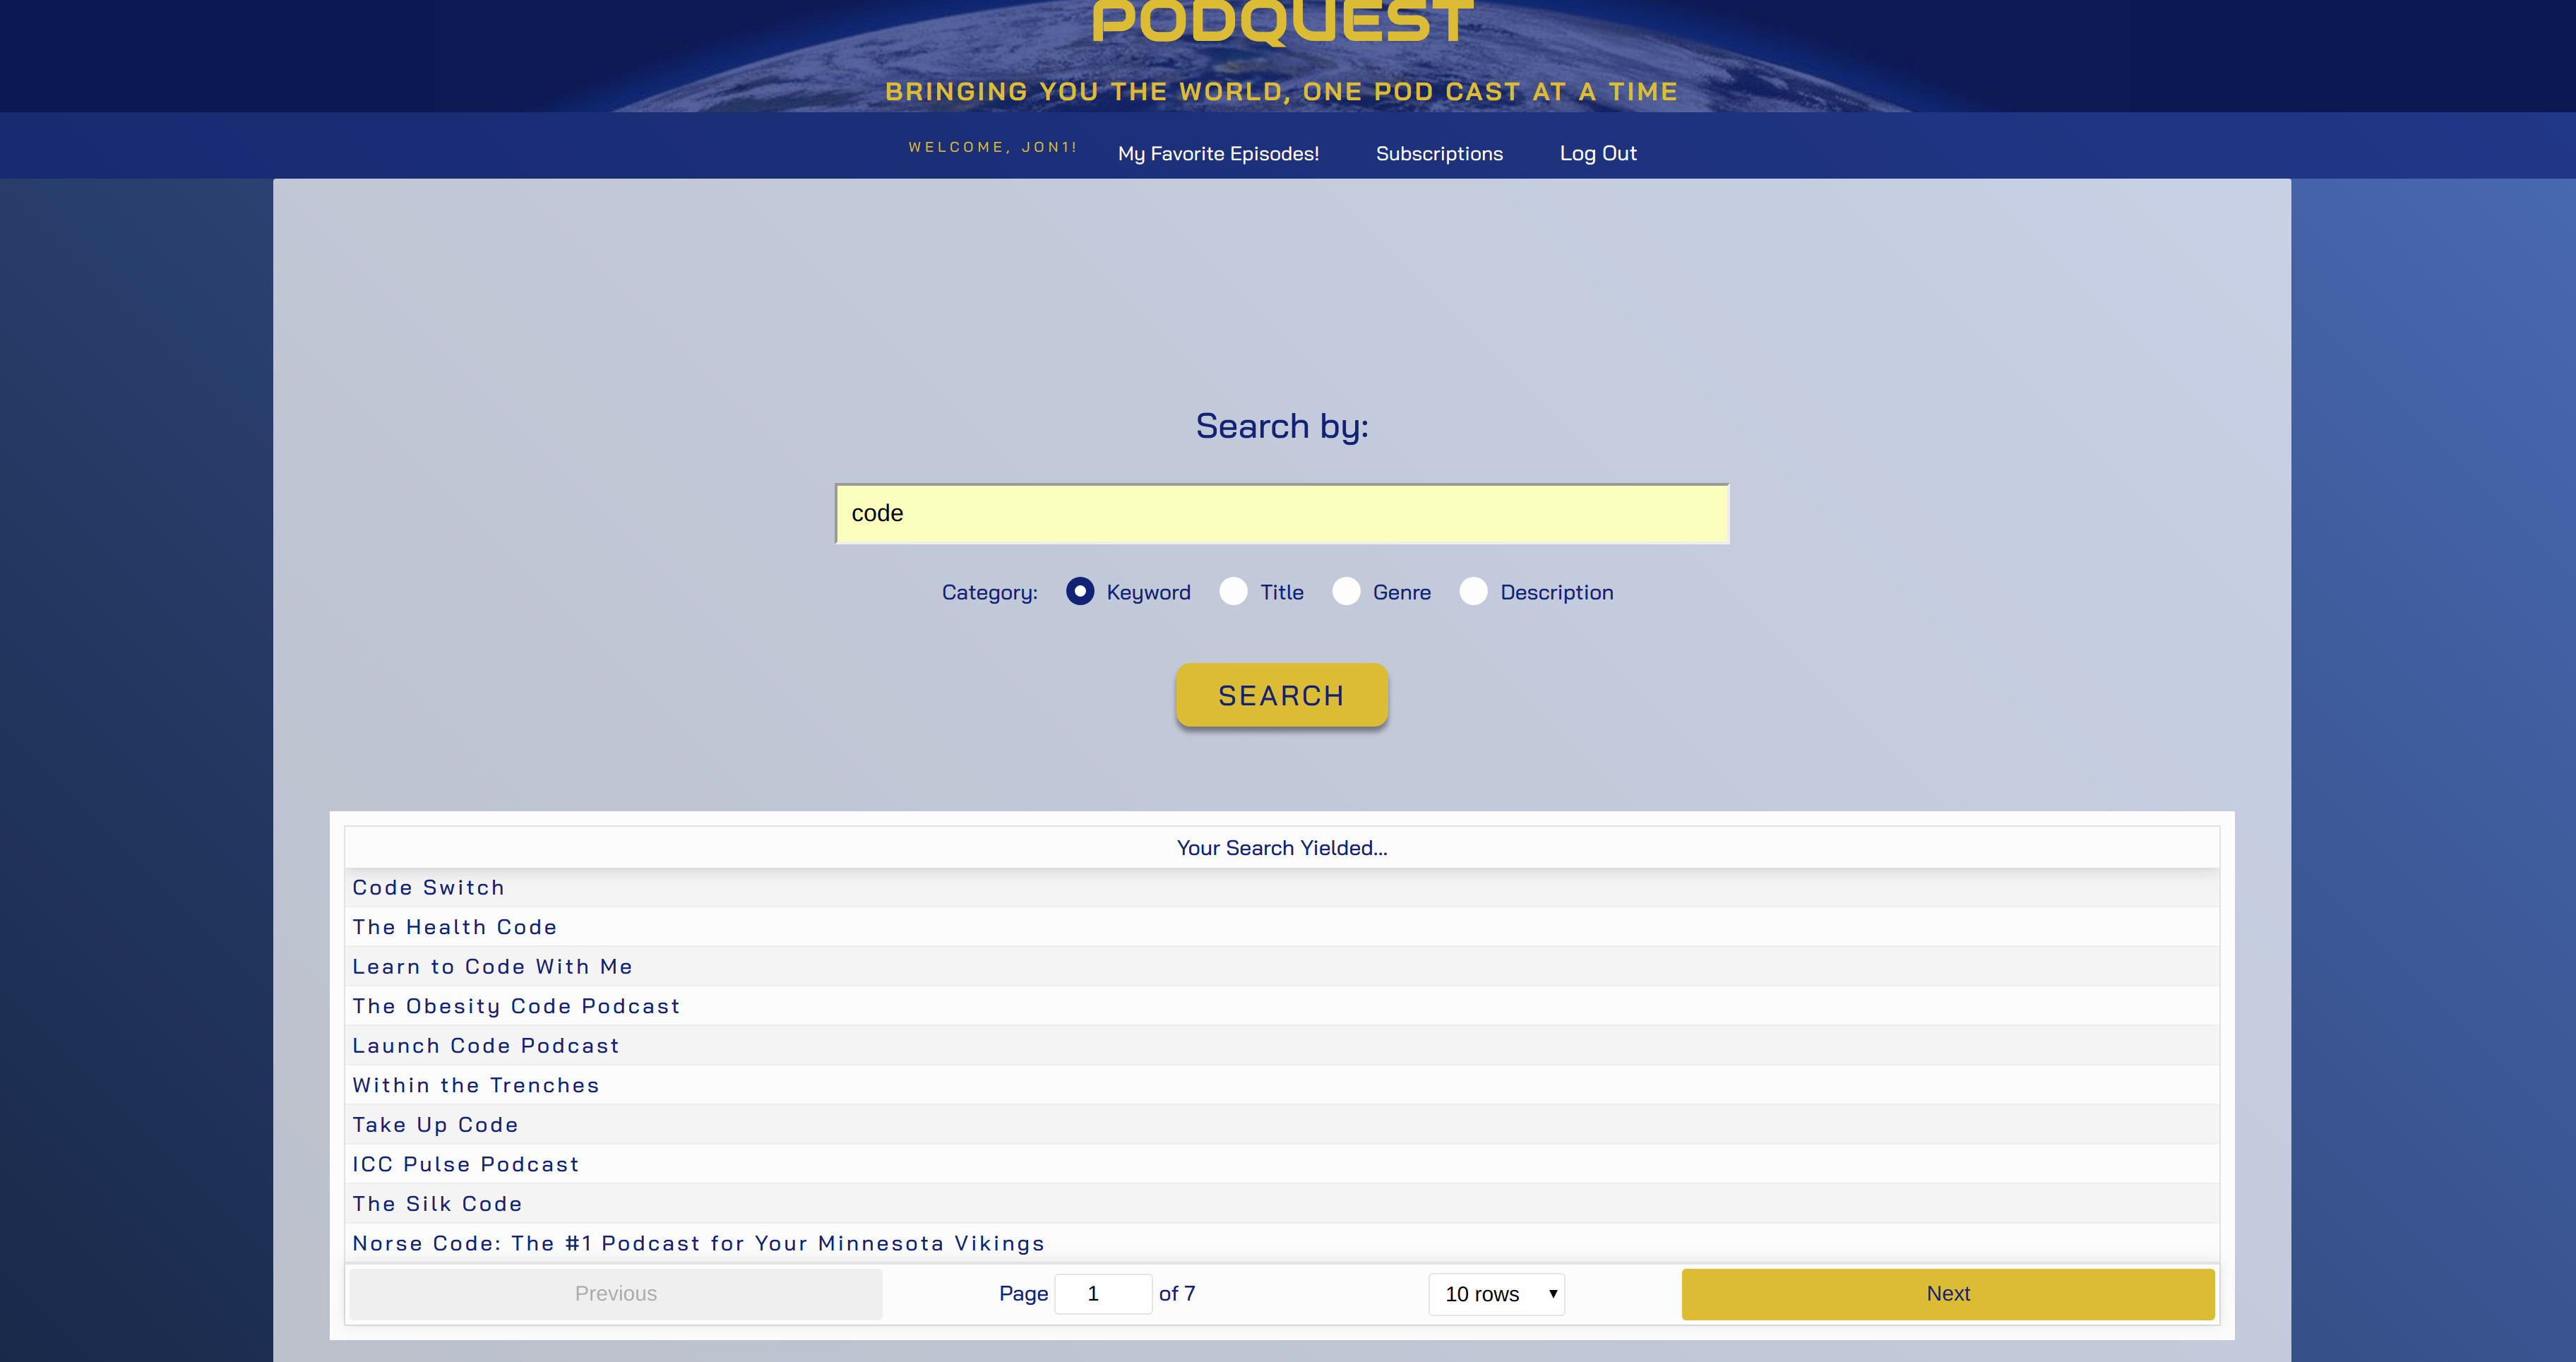 PODQUEST
BRINGING YOU THE WORLD, ONE POD CAST AT A TIME
WELCOME, JON1! My Favorite Episodes! Subscriptions Log Out
Search by:
code
Category: Keyword Title Genre Description
SEARCH
Your Search Yielded...
Code Switch
The Health Code
Learn to Code With Me
The Obesity Code Podcast
Launch Code Podcast
Within the Trenches
Take Up Code
ICC Pulse Podcast
The Silk Code
Norse Code: The #1 Podcast for Your Minnesota Vikings
Previous Page 1 of 7 10 rows Next